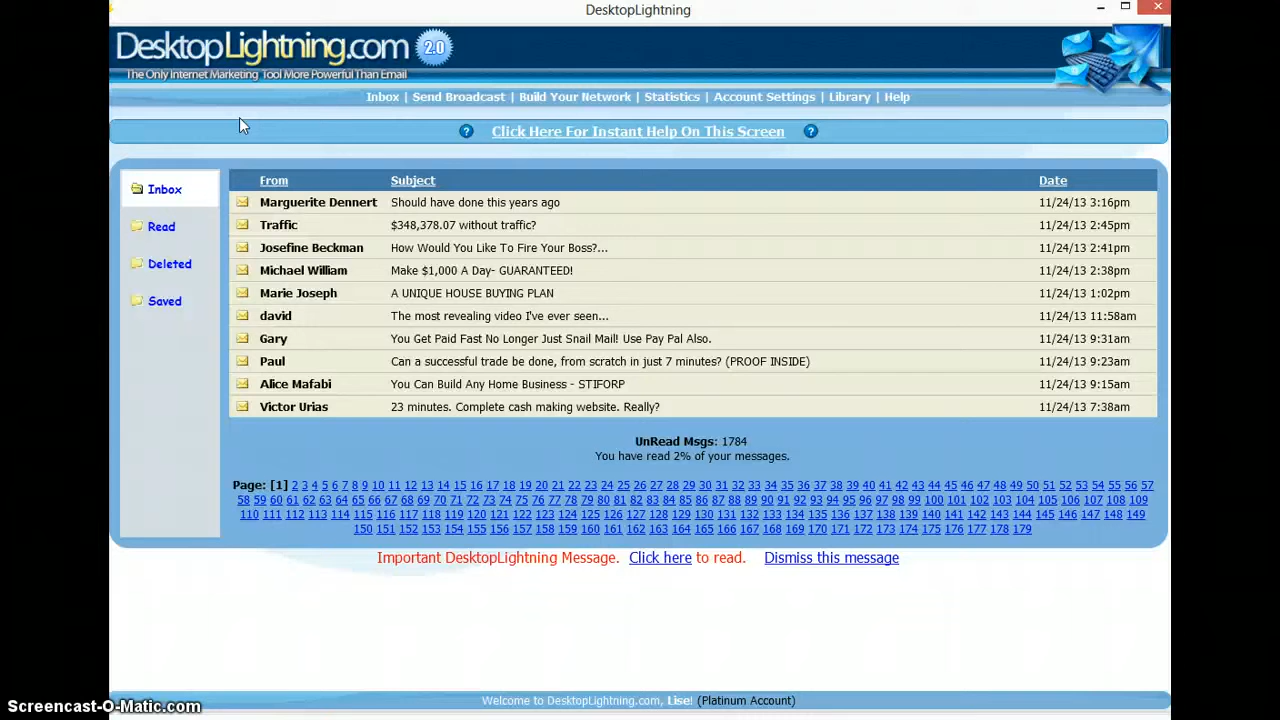 DesktopLightning
DesktopLightning.com 2.0
The Only Internet Marketing Tool More Powerful Than Email
Inbox | Send Broadcast | Build Your Network | Statistics | Account Settings | Library | Help
? Click Here For Instant Help On This Screen ?
Inbox
Read
Deleted
Saved
From Subject Date
Marguerite Dennert Should have done this years ago 11/24/13 3:16pm
Traffic $348,378.07 without traffic? 11/24/13 2:45pm
Josefine Beckman How Would You Like To Fire Your Boss?... 11/24/13 2:41pm
Michael William Make $1,000 A Day- GUARANTEED! 11/24/13 2:38pm
Marie Joseph A UNIQUE HOUSE BUYING PLAN 11/24/13 1:02pm
david The most revealing video I've ever seen... 11/24/13 11:58am
Gary You Get Paid Fast No Longer Just Snail Mail! Use Pay Pal Also. 11/24/13 9:31am
Paul Can a successful trade be done, from scratch in just 7 minutes? (PROOF INSIDE) 11/24/13 9:23am
Alice Mafabi You Can Build Any Home Business - STIFORP 11/24/13 9:15am
Victor Urias 23 minutes. Complete cash making website. Really? 11/24/13 7:38am
UnRead Msgs: 1784
You have read 2% of your messages.
Page: [1] 2 3 4 5 6 7 8 9 10 11 12 13 14 15 16 17 18 19 20 21 22 23 24 25 26 27 28 29 30 31 32 33 34 35 36 37 38 39 40 41 42 43 44 45 46 47 48 49 50 51 52 53 54 55 56 57
58 59 60 61 62 63 64 65 66 67 68 69 70 71 72 73 74 75 76 77 78 79 80 81 82 83 84 85 86 87 88 89 90 91 92 93 94 95 96 97 98 99 100 101 102 103 104 105 106 107 108 109
110 111 112 113 114 115 116 117 118 119 120 121 122 123 124 125 126 127 128 129 130 131 132 133 134 135 136 137 138 139 140 141 142 143 144 145 146 147 148 149
150 151 152 153 154 155 156 157 158 159 160 161 162 163 164 165 166 167 168 169 170 171 172 173 174 175 176 177 178 179
Important DesktopLightning Message. Click here to read. Dismiss this message
Welcome to DesktopLightning.com, Lise! (Platinum Account)
Screencast-O-Matic.com